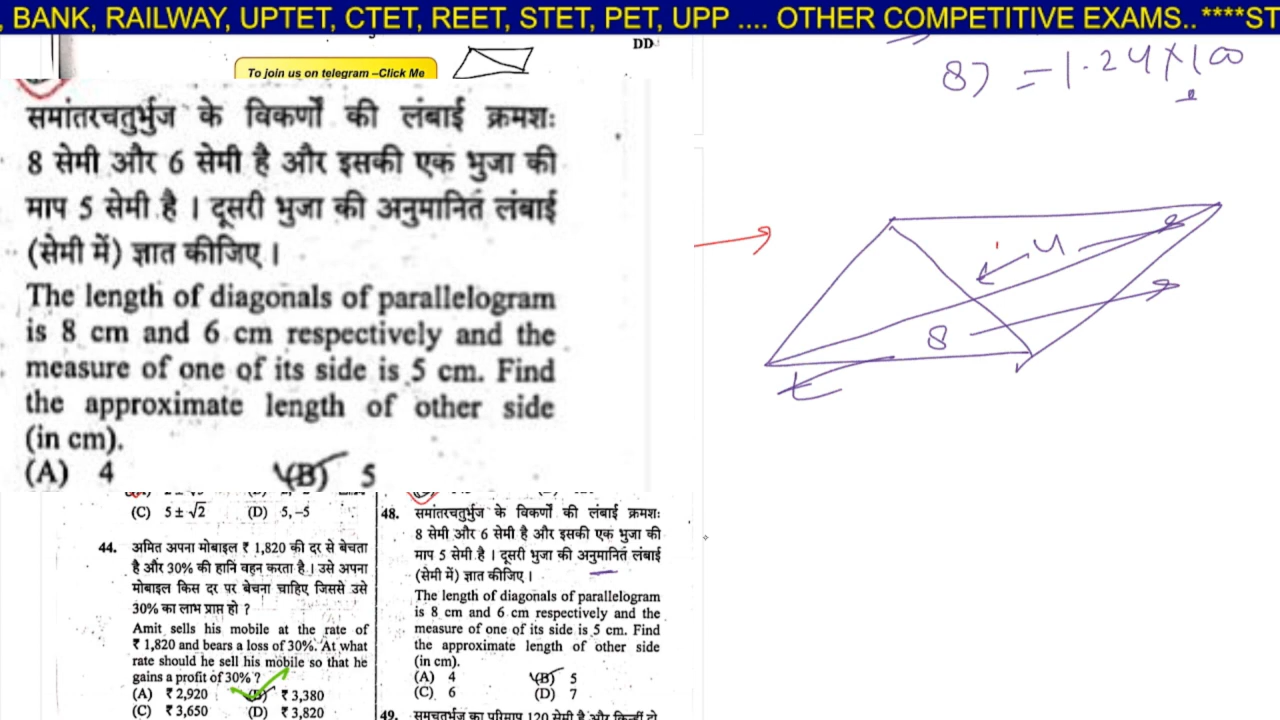 , BANK, RAILWAY, UPTET, CTET, REET, STET, PET, UPP .... OTHER COMPETITIVE EXAMS.. ****ST
DD
To join us on telegram –Click Me
8) = 1.24×100
समांतरचतुर्भुज के विकर्णों की लंबाई क्रमशः
8 सेमी और 6 सेमी है और इसकी एक भुजा की
माप 5 सेमी है । दूसरी भुजा की अनुमानित लंबाई
(सेमी में) ज्ञात कीजिए ।
The length of diagonals of parallelogram
is 8 cm and 6 cm respectively and the
measure of one of its side is 5 cm. Find
the approximate length of other side
(in cm).
(A) 4 (B) 5
4
8
(C) 5 ± √2 (D) 5, –5
44. अमित अपना मोबाइल ₹ 1,820 की दर से बेचता
है और 30% की हानि वहन करता है । उसे अपना
मोबाइल किस दर पर बेचना चाहिए जिससे उसे
30% का लाभ प्राप्त हो ?
Amit sells his mobile at the rate of
₹ 1,820 and bears a loss of 30%. At what
rate should he sell his mobile so that he
gains a profit of 30% ?
(A) ₹ 2,920 (B) ₹ 3,380
(C) ₹ 3,650 (D) ₹ 3,820
48. समांतरचतुर्भुज के विकर्णों की लंबाई क्रमशः
8 सेमी और 6 सेमी है और इसकी एक भुजा की
माप 5 सेमी है । दूसरी भुजा की अनुमानित लंबाई
(सेमी में) ज्ञात कीजिए ।
The length of diagonals of parallelogram
is 8 cm and 6 cm respectively and the
measure of one of its side is 5 cm. Find
the approximate length of other side
(in cm).
(A) 4 (B) 5
(C) 6 (D) 7
49. समचतुर्भुज का परिमाप 120 सेमी है और किन्हीं दो